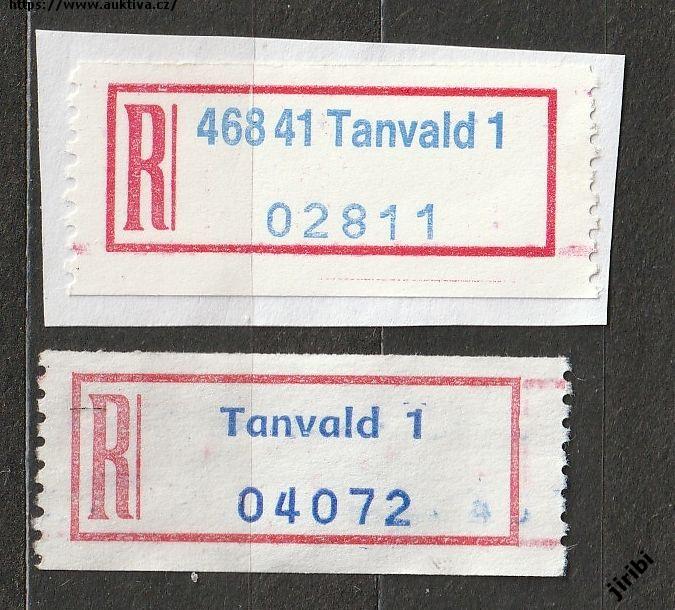 https://www.auktiva.cz/
R 468 41 Tanvald 1
02811
R Tanvald 1
04072
jiribi